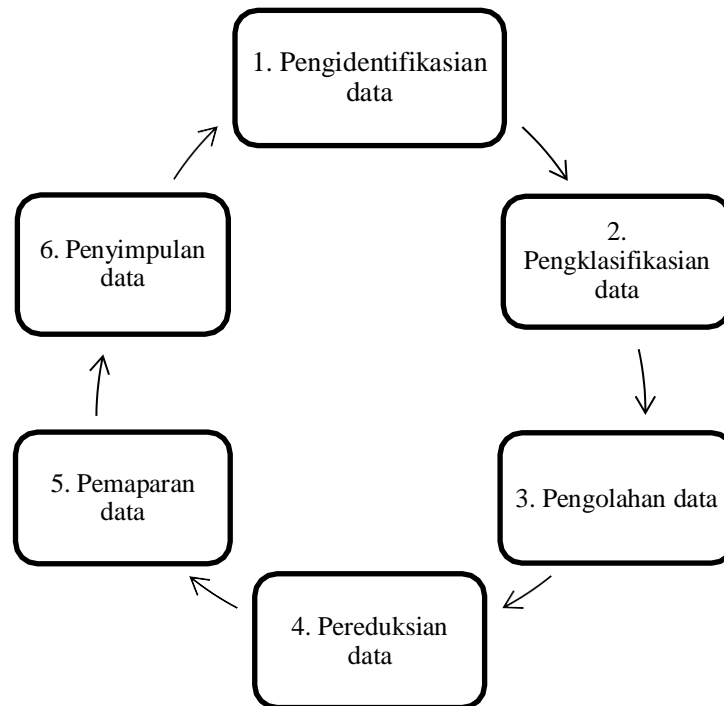 1. Pengidentifikasian
data
2.
Pengklasifikasian
data
3. Pengolahan data
4. Pereduksian
data
5. Pemaparan
data
6. Penyimpulan
data